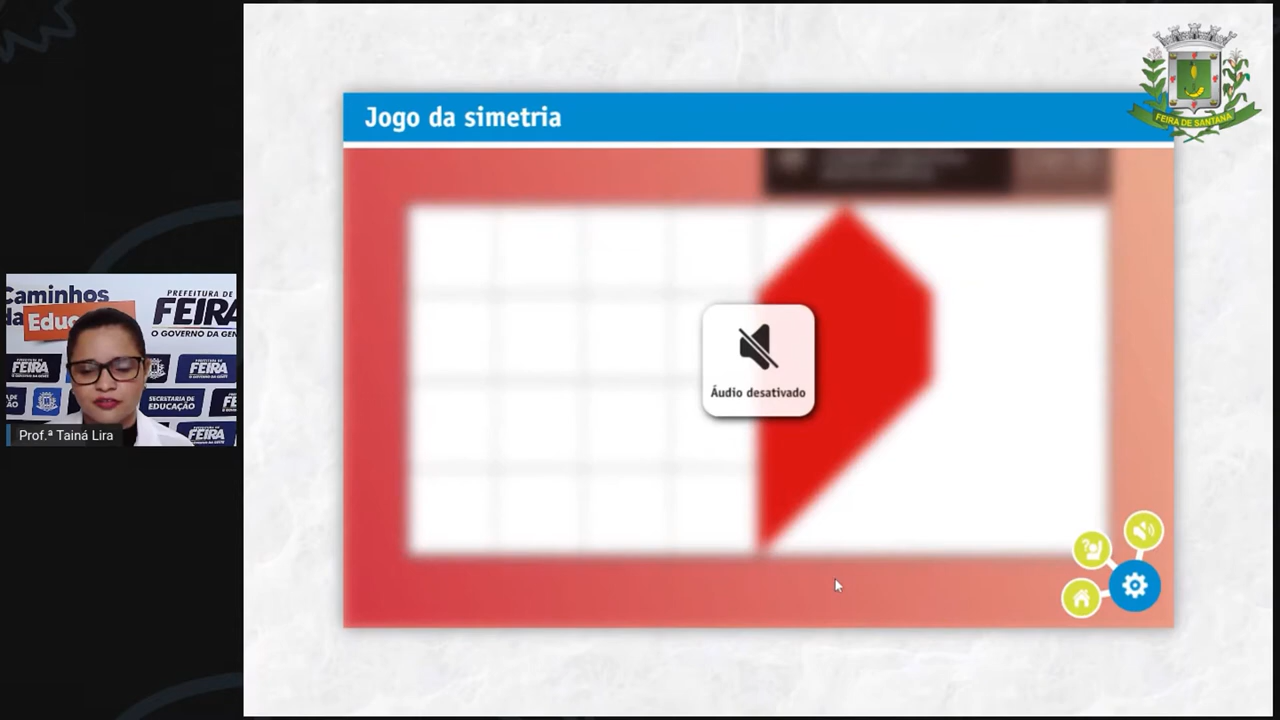 Jogo da simetria
FEIRA DE SANTANA
Áudio desativado
Caminhos
da Educ
PREFEITURA DE
FEIRA
O GOVERNO DA GEN
FEIRA
FEIRA
SECRETARIA DE
EDUCAÇÃO
FEIRA
Prof.ª Tainá Lira